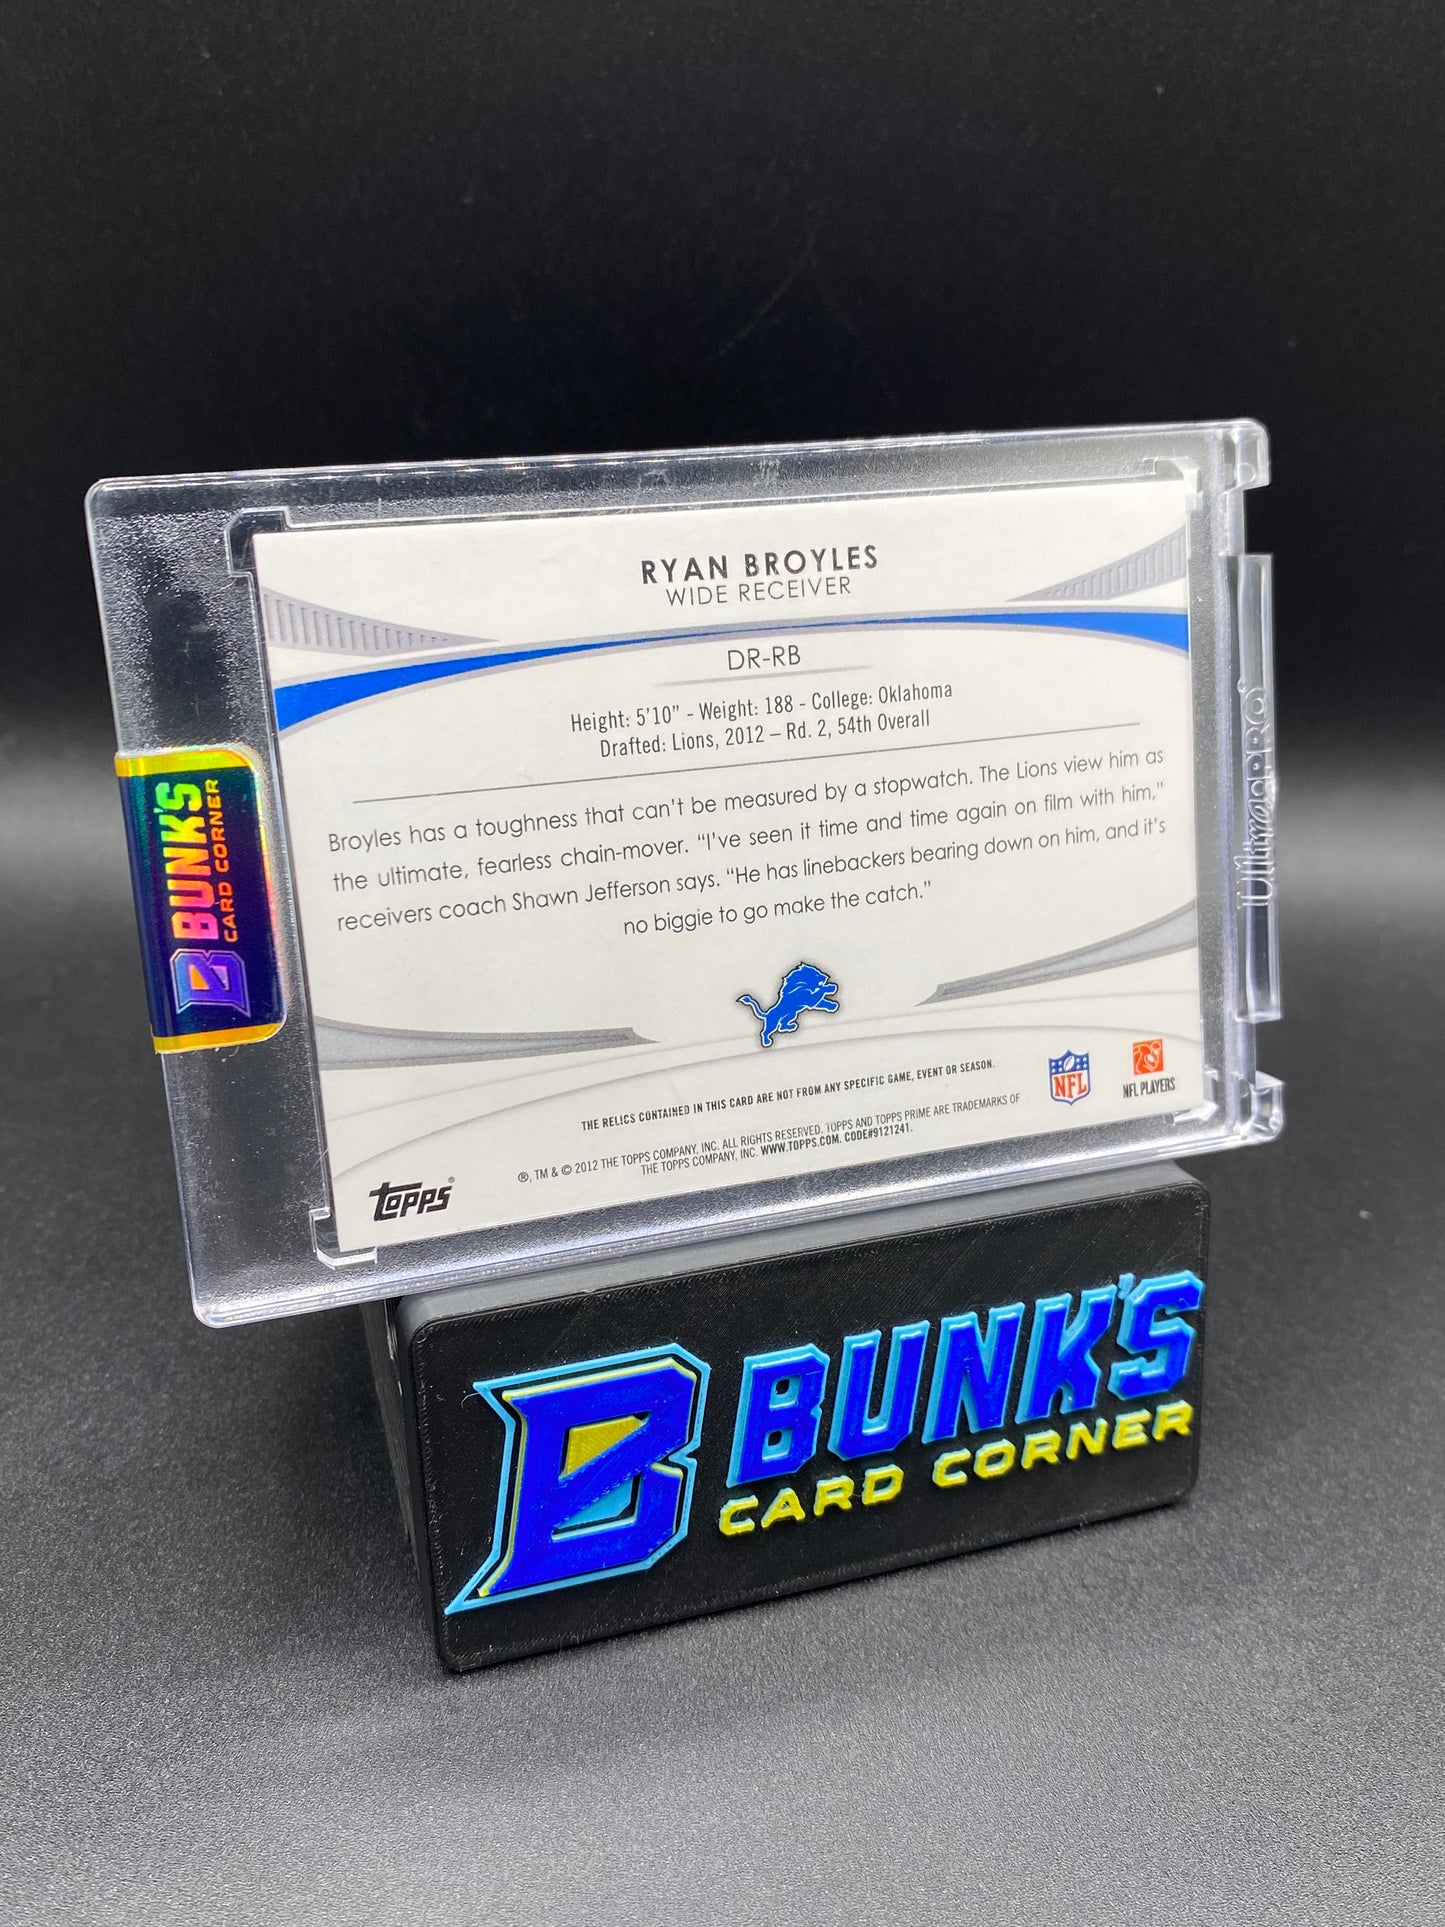 RYAN BROYLES
WIDE RECEIVER
DR-RB
Height: 5'10" - Weight: 188 - College: Oklahoma
Drafted: Lions, 2012 – Rd. 2, 54th Overall
Broyles has a toughness that can't be measured by a stopwatch. The Lions view him as
the ultimate, fearless chain-mover. "I've seen it time and time again on film with him,"
receivers coach Shawn Jefferson says. "He has linebackers bearing down on him, and it's
no biggie to go make the catch."
THE RELICS CONTAINED IN THIS CARD ARE NOT FROM ANY SPECIFIC GAME, EVENT OR SEASON.
®, TM & © 2012 THE TOPPS COMPANY, INC. ALL RIGHTS RESERVED. TOPPS AND TOPPS PRIME ARE TRADEMARKS OF
THE TOPPS COMPANY, INC. WWW.TOPPS.COM. CODE#9121241.
TOPPS®
NFL
NFL PLAYERS
B BUNK'S
CARD CORNER
Ultra·PRO®
B BUNK'S
CARD CORNER